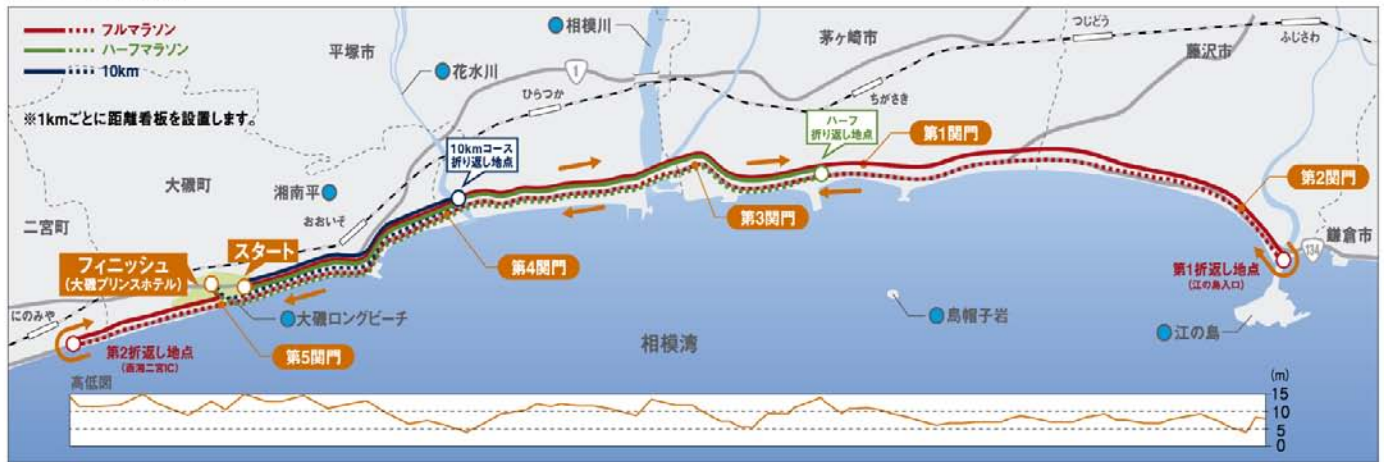 フルマラソン
ハーフマラソン
10km
※1kmごとに距離看板を設置します。
平塚市
相模川
茅ヶ崎市
つじどう
藤沢市
ふじさわ
花水川
1
ひらつか
ちがさき
10kmコース
折り返し地点
ハーフ
折り返し地点
第1関門
大磯町
湘南平
おおいそ
第2関門
第3関門
二宮町
フィニッシュ
(大磯プリンスホテル)
スタート
第4関門
134
鎌倉市
第1折返し地点
(江の島入口)
にのみや
大磯ロングビーチ
烏帽子岩
江の島
第2折返し地点
(西湘二宮IC)
第5関門
相模湾
高低図
(m)
15
10
5
0